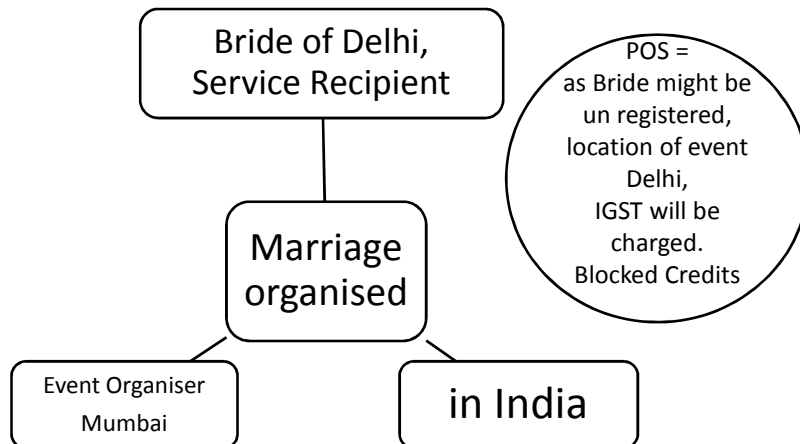 Bride of Delhi,
Service Recipient
POS =
as Bride might be
un registered,
location of event
Delhi,
IGST will be
charged.
Blocked Credits
Marriage
organised
Event Organiser
Mumbai
in India